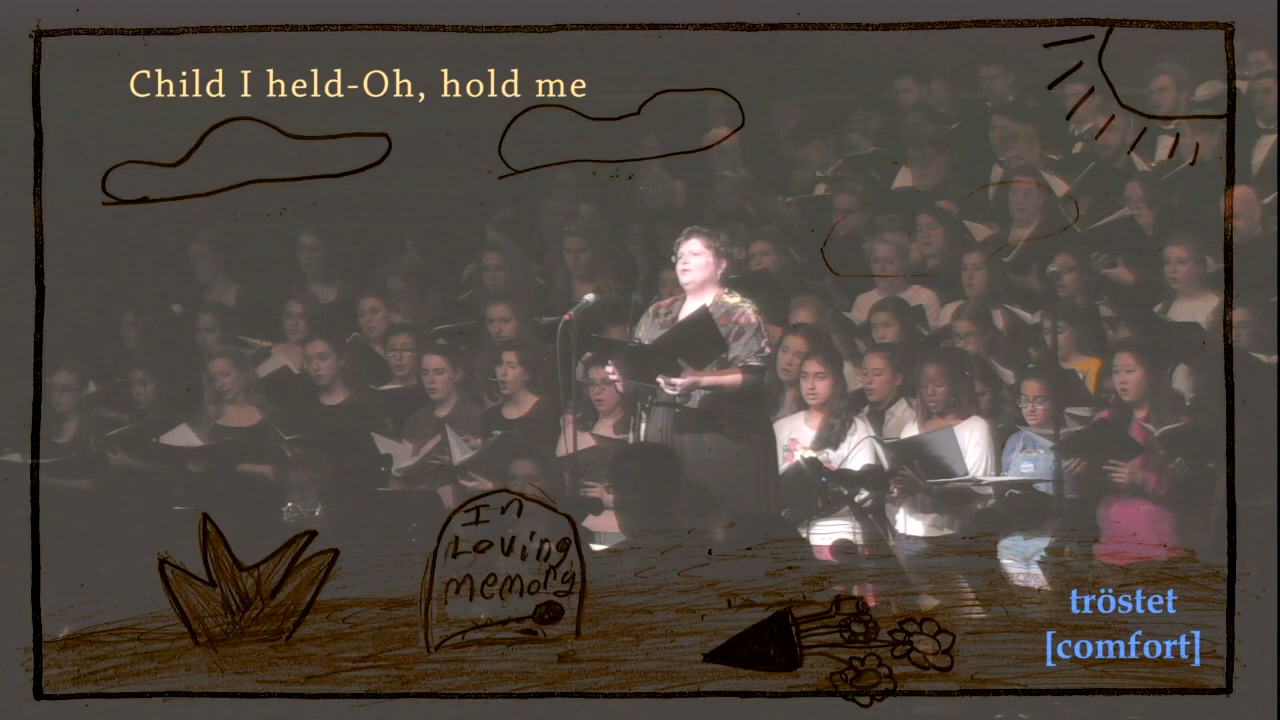 Child I held-Oh, hold me
In
Loving
memory
tröstet
[comfort]